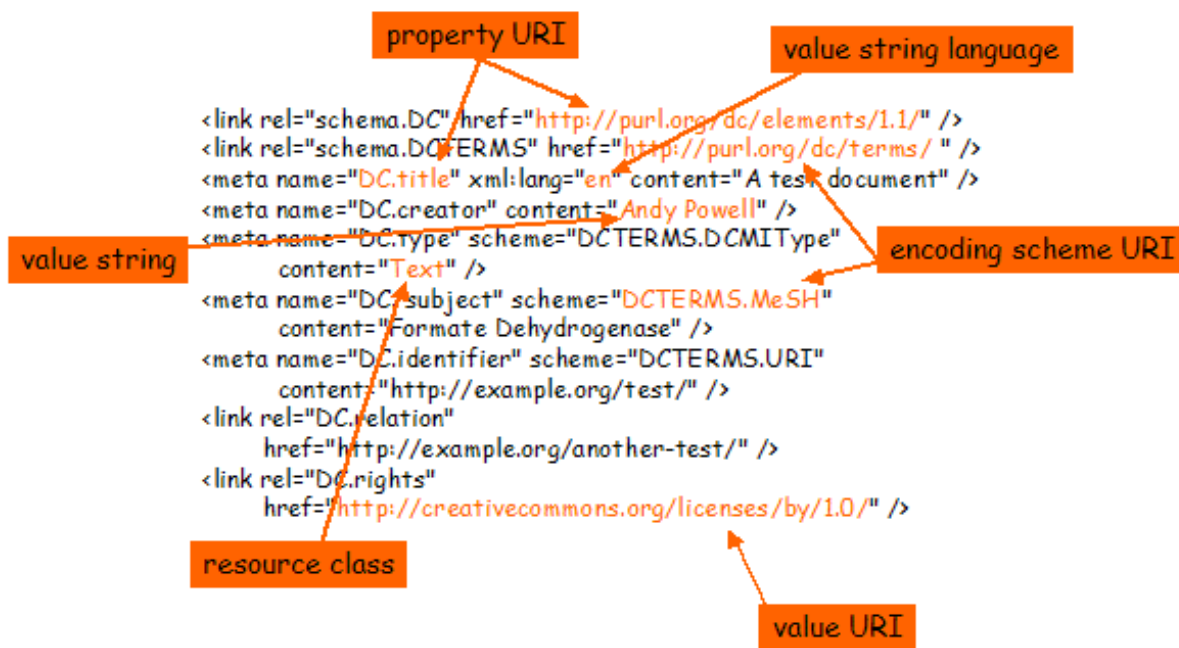 property URI
value string language
<link rel="schema.DC" href="http://purl.org/dc/elements/1.1/" />
<link rel="schema.DCTERMS" href="http://purl.org/dc/terms/ " />
<meta name="DC.title" xml:lang="en" content="A test document" />
<meta name="DC.creator" content="Andy Powell" />
<meta name="DC.type" scheme="DCTERMS.DCMIType"
value string
content="Text" />
encoding scheme URI
<meta name="DC. subject" scheme="DCTERMS.MeSH"
content="Formate Dehydrogenase" />
<meta name="DC.identifier" scheme="DCTERMS.URI"
content="http://example.org/test/" />
<link rel="DC.relation"
href="http://example.org/another-test/" />
<link rel="DC.rights"
href="http://creativecommons.org/licenses/by/1.0/" />
resource class
value URI